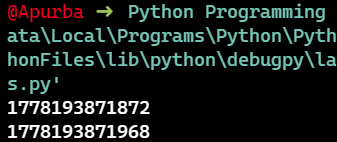 @Apurba ➜ Python Programming
ata\Local\Programs\Python\Pyth
honFiles\lib\python\debugpy\la
s.py'
1778193871872
1778193871968